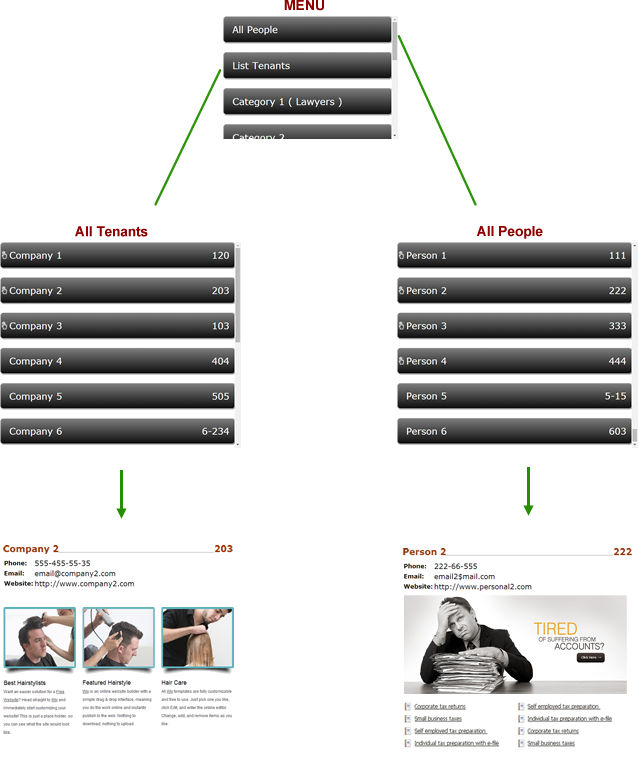 MENU
All People
List Tenants
Category 1 ( Lawyers )
Category 2
All Tenants
Company 1 120
Company 2 203
Company 3 103
Company 4 404
Company 5 505
Company 6 6-234
All People
Person 1 111
Person 2 222
Person 3 333
Person 4 444
Person 5 5-15
Person 6 603
Company 2 203
Phone: 555-455-55-35
Email: email@company2.com
Website: http://www.company2.com
Best Hairstylists
Want an easier solution for a Free
Website? Head straight to Wix and
immediately start customizing your
website! This is just a place holder, so
you can see what the site would look
like.
Featured Hairstyle
Wix is an online website builder with a
simple drag & drop interface, meaning
you do the work online and instantly
publish to the web. Nothing to
download, nothing to upload.
Hair Care
All Wix templates are fully customizable
and free to use. Just pick one you like,
click Edit, and enter the online editor.
Change, add, and remove items as you
like
Person 2 222
Phone: 222-66-555
Email: email2$mail.com
Website: http://www.personal2.com
TIRED
OF SUFFERING FROM
ACCOUNTS?
Click Here
Corporate tax returns
Small business taxes
Self employed tax preparation
Individual tax preparation with e-file
Self employed tax preparation
Individual tax preparation with e-file
Corporate tax returns
Small business taxes